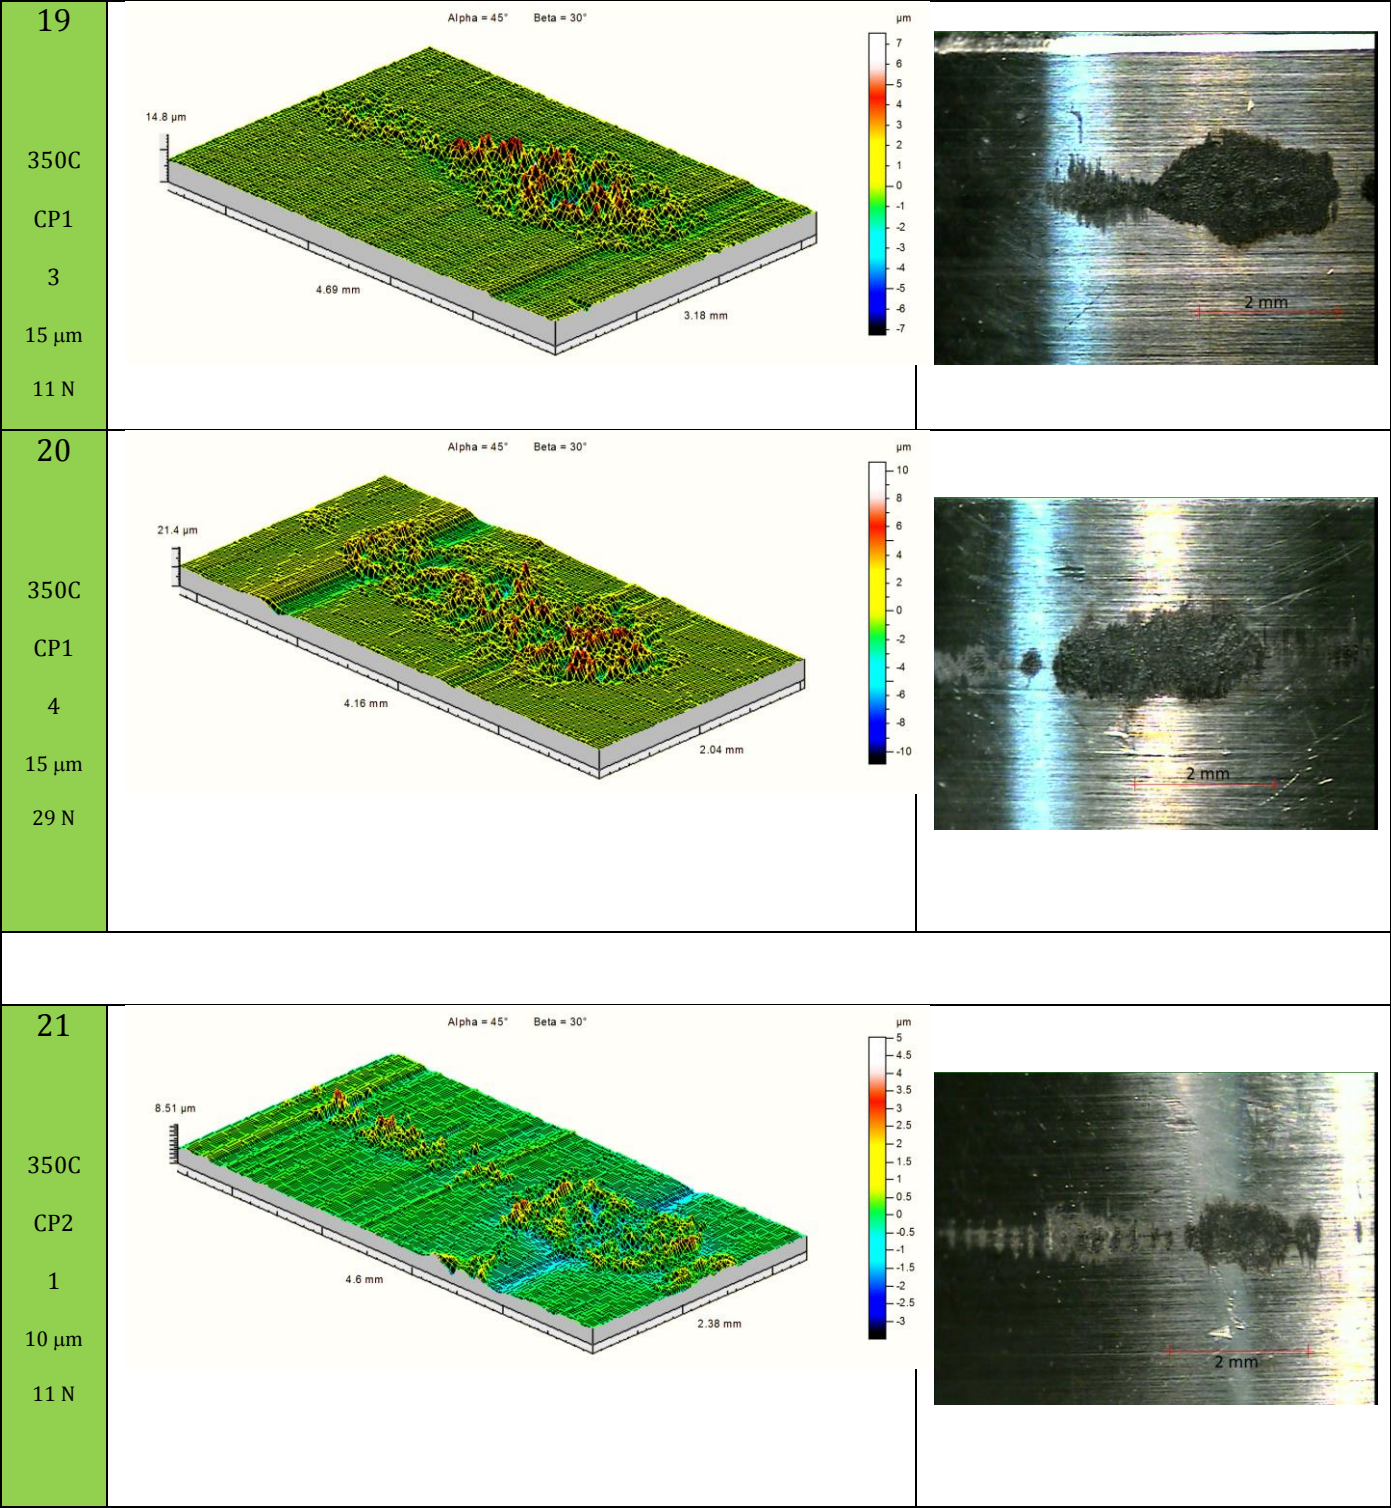 19
350C
CP1
3
15 µm
11 N
Alpha = 45° Beta = 30°
14.8 µm
4.69 mm
3.18 mm
µm
7
6
5
4
3
2
1
0
-1
-2
-3
-4
-5
-6
-7
2 mm
20
350C
CP1
4
15 µm
29 N
Alpha = 45° Beta = 30°
21.4 µm
4.16 mm
2.04 mm
µm
10
8
6
4
2
0
-2
-4
-6
-8
-10
2 mm
21
350C
CP2
1
10 µm
11 N
Alpha = 45° Beta = 30°
8.51 µm
4.6 mm
2.38 mm
µm
5
4.5
4
3.5
3
2.5
2
1.5
1
0.5
0
-0.5
-1
-1.5
-2
-2.5
-3
2 mm